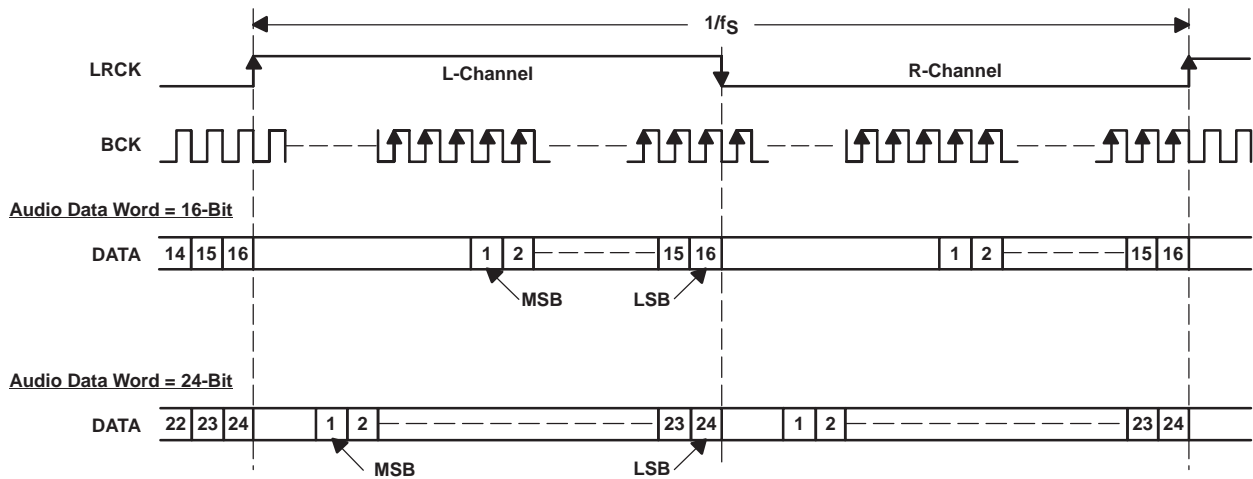 1/fS
LRCK
L-Channel
R-Channel
BCK
Audio Data Word = 16-Bit
DATA 14 15 16 1 2 15 16 1 2 15 16
MSB LSB
Audio Data Word = 24-Bit
DATA 22 23 24 1 2 23 24 1 2 23 24
MSB LSB